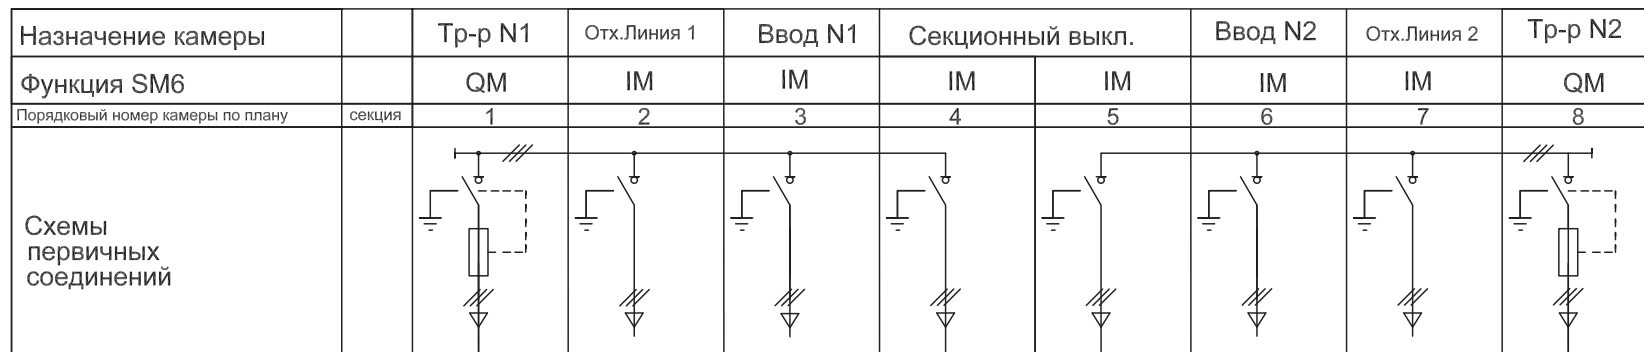 Назначение камеры Тр-р N1 Отх.Линия 1 Ввод N1 Секционный выкл. Ввод N2 Отх.Линия 2 Тр-р N2
Функция SM6 QM IM IM IM IM IM IM QM
Порядковый номер камеры по плану секция 1 2 3 4 5 6 7 8
Схемы
первичных
соединений